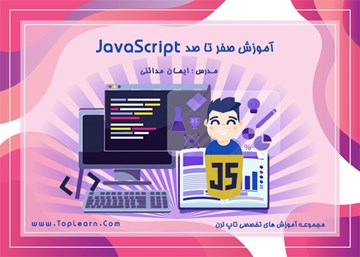 آموزش صفر تا صد JavaScript
مدرس : ایمان مدائنی
JS
</>
www.TopLearn.Com
مجموعه آموزش های تخصصی تاپ لرن